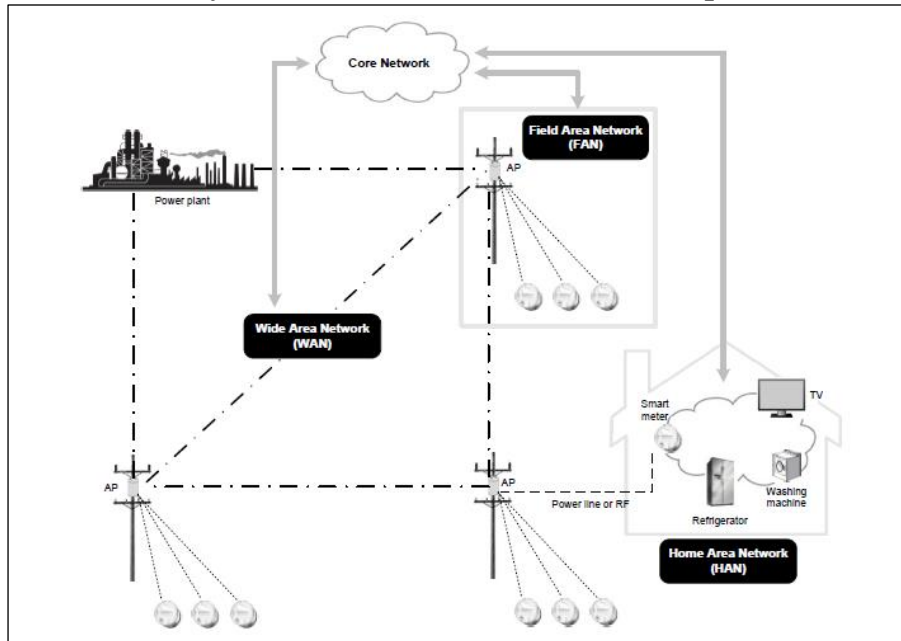 Core Network
Field Area Network
(FAN)
AP
Power plant
Wide Area Network
(WAN)
TV
Smart
meter
AP
AP
Power line or RF
Refrigerator
Washing
machine
Home Area Network
(HAN)